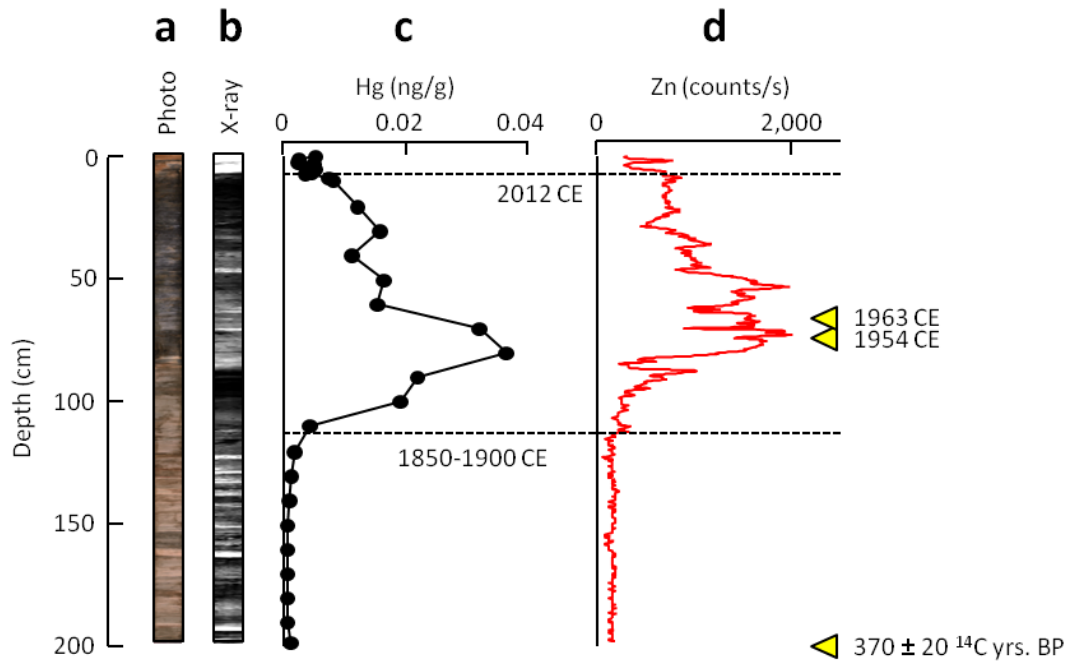 a b c d
Photo
X-ray
Hg (ng/g)
Zn (counts/s)
0 0.02 0.04
0 2,000
Depth (cm)
0
50
100
150
200
2012 CE
1850-1900 CE
1963 CE
1954 CE
370 ± 20 ¹⁴C yrs. BP